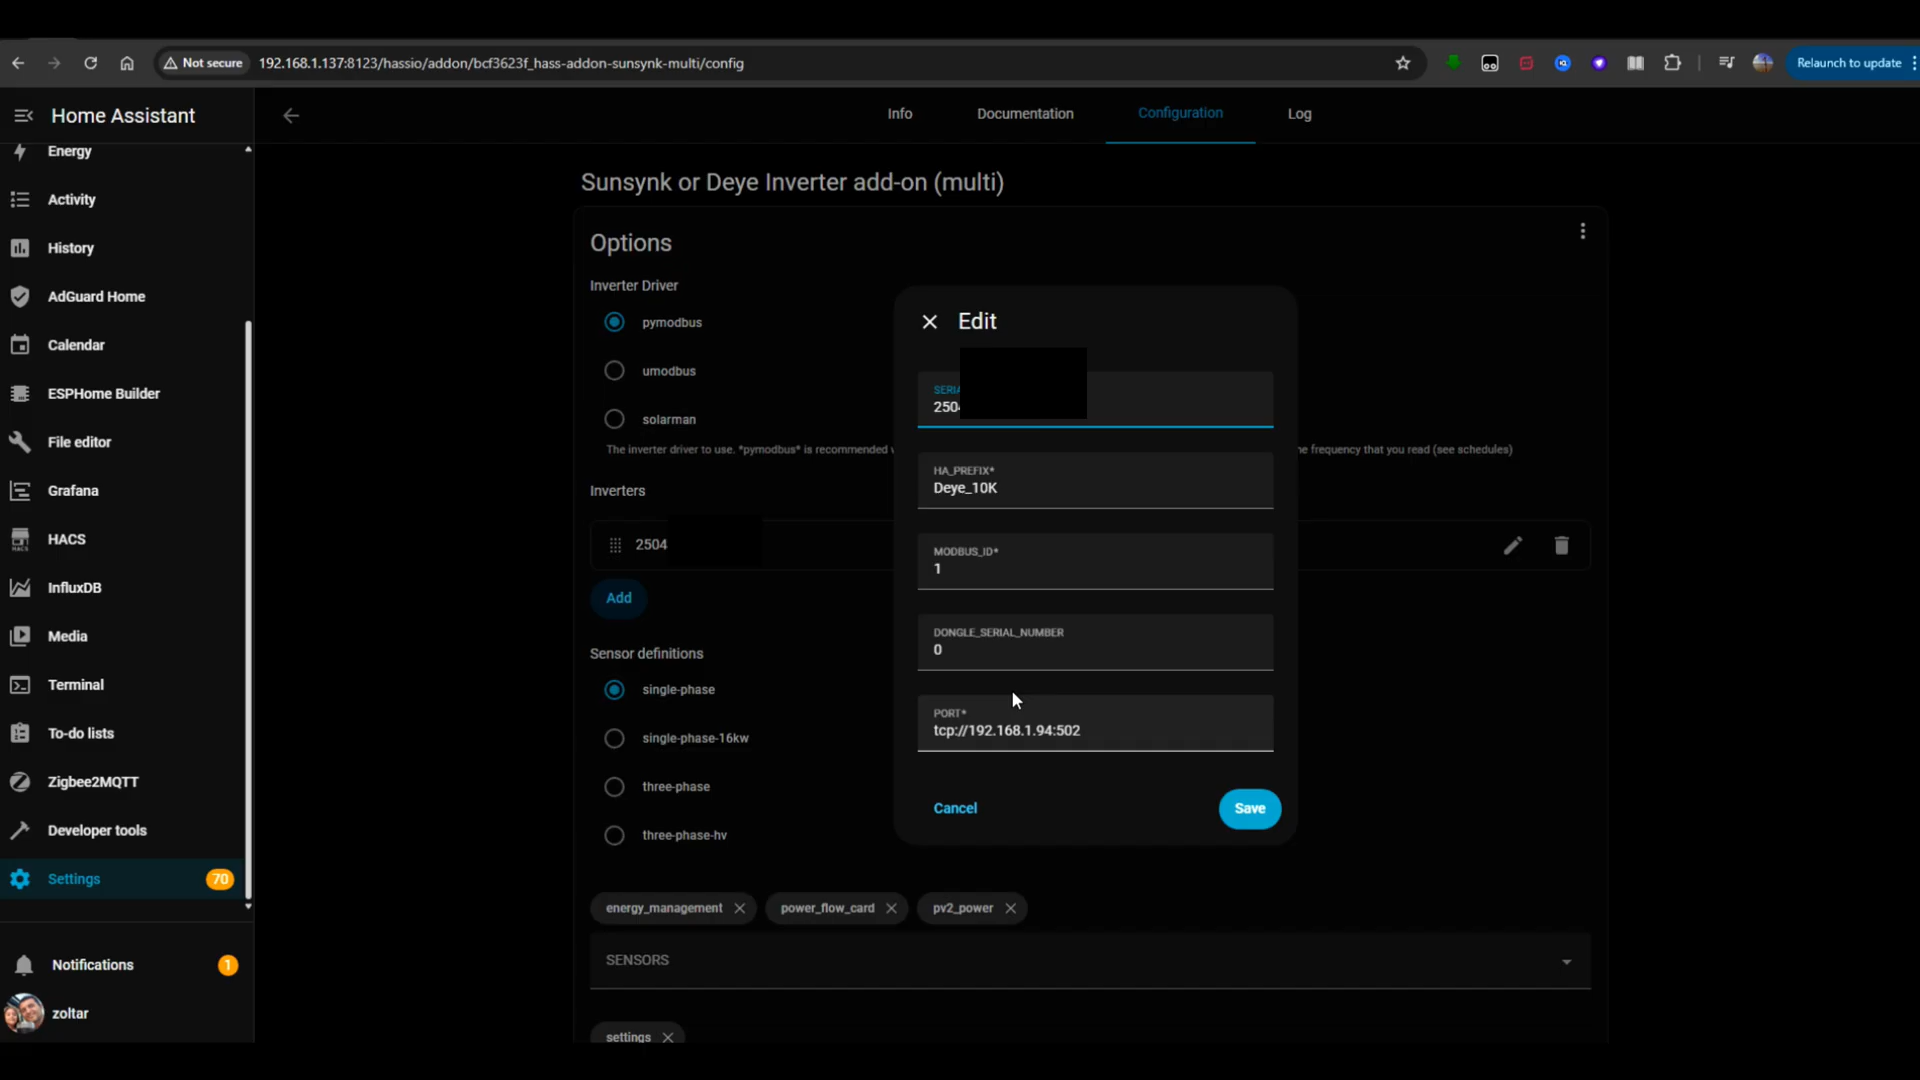 Not secure
192.168.1.137:8123/hassio/addon/bcf3623f_hass-addon-sunsynk-multi/config
Relaunch to update
Home Assistant
Energy
Activity
History
AdGuard Home
Calendar
ESPHome Builder
File editor
Grafana
HACS
InfluxDB
Media
Terminal
To-do lists
Zigbee2MQTT
Developer tools
Settings
70
Notifications
1
zoltar
Info
Documentation
Configuration
Log
Sunsynk or Deye Inverter add-on (multi)
Options
Inverter Driver
pymodbus
umodbus
solarman
The inverter driver to use. *pymodbus* is recommended
e frequency that you read (see schedules)
Inverters
2504
Add
Sensor definitions
single-phase
single-phase-16kw
three-phase
three-phase-hv
energy_management
power_flow_card
pv2_power
SENSORS
settings
Edit
SERIA
2504
HA_PREFIX*
Deye_10K
MODBUS_ID*
1
DONGLE_SERIAL_NUMBER
0
PORT*
tcp://192.168.1.94:502
Cancel
Save